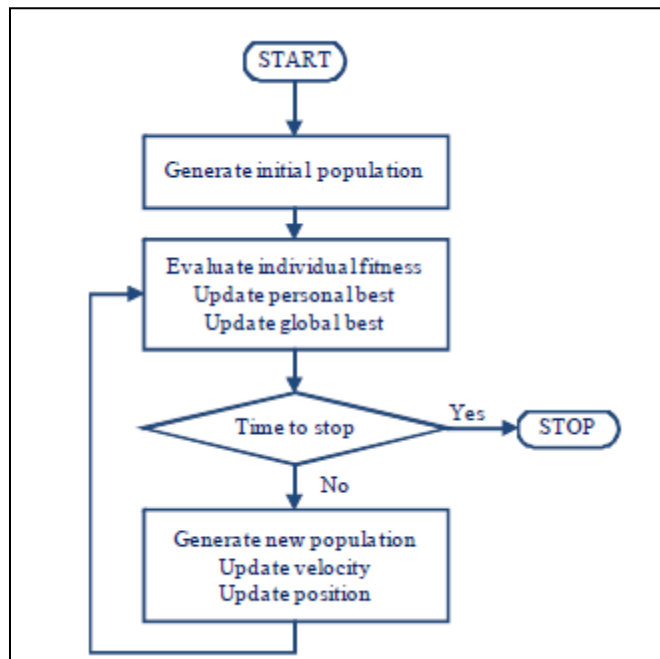 START
Generate initial population
Evaluate individual fitness
Update personal best
Update global best
Time to stop
Yes
STOP
No
Generate new population
Update velocity
Update position